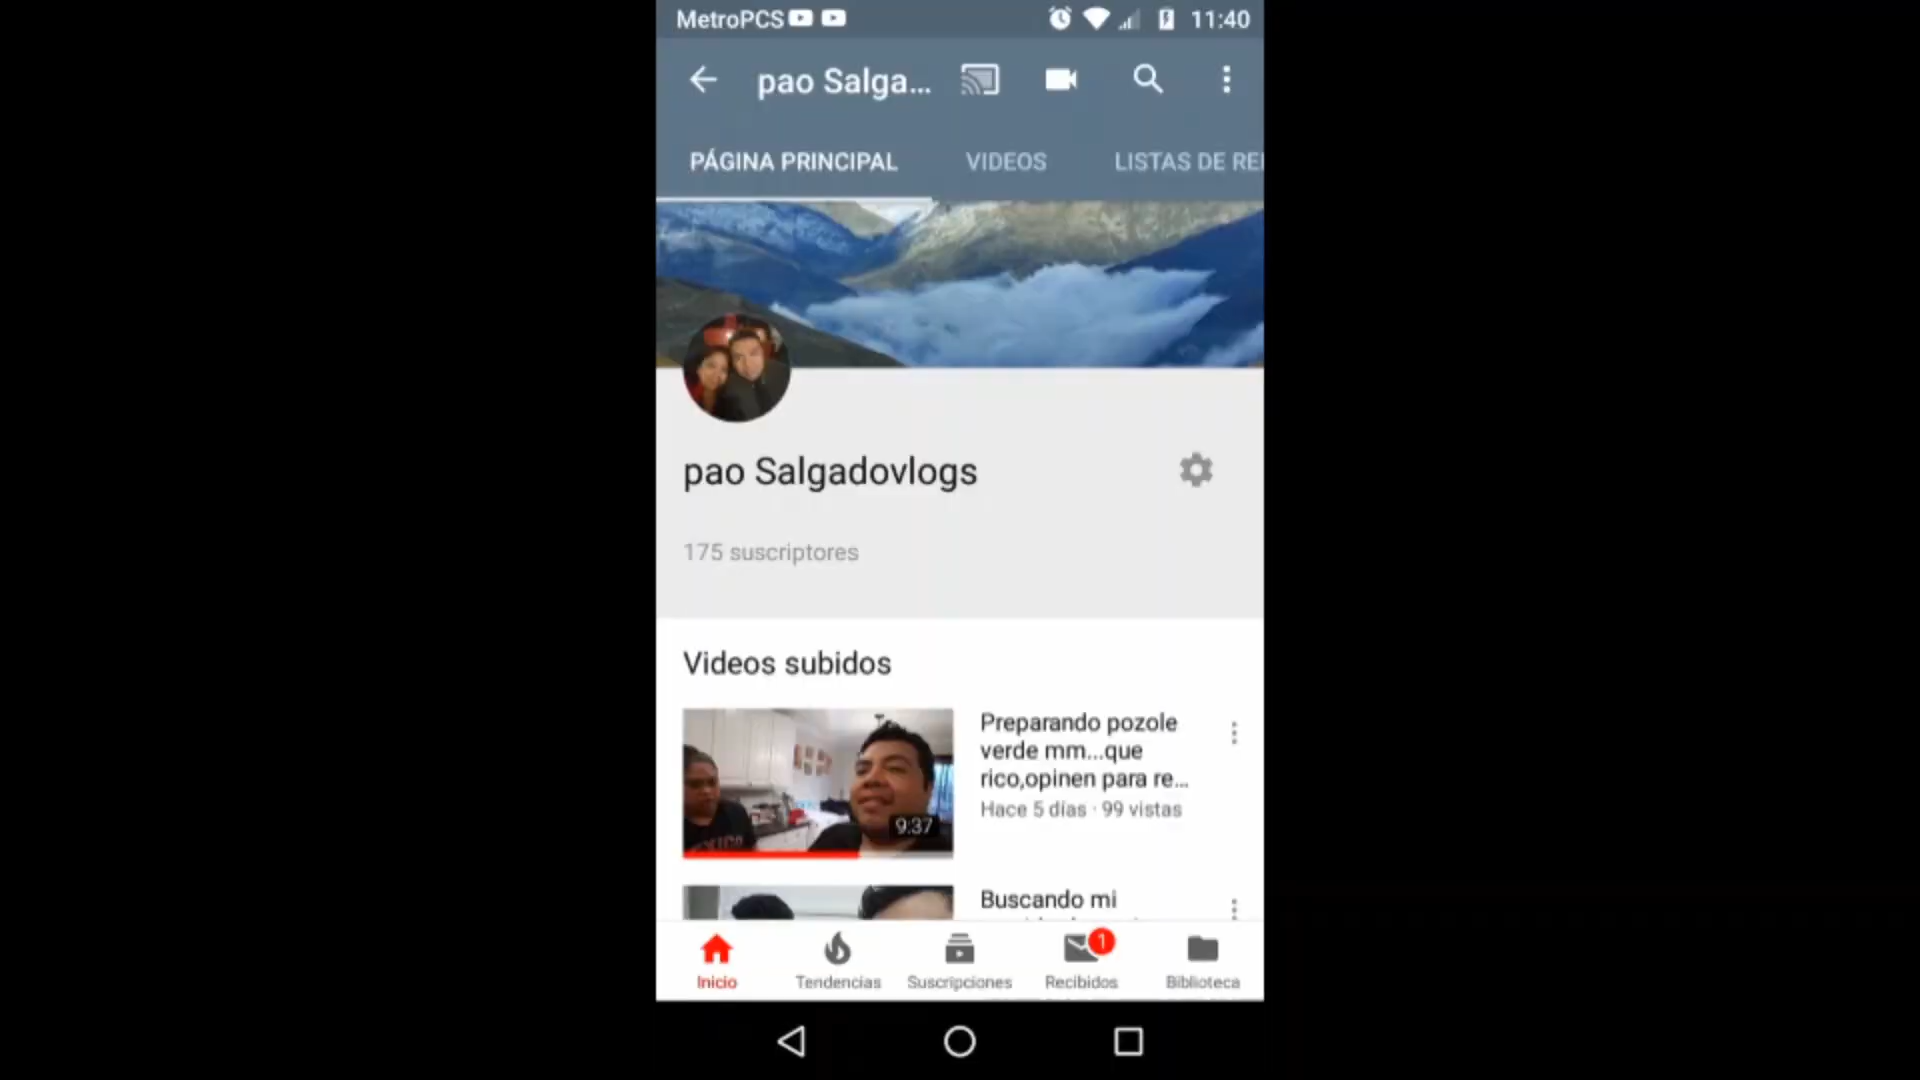 MetroPCS 11:40
pao Salga...
PÁGINA PRINCIPAL VIDEOS LISTAS DE RE
pao Salgadovlogs
175 suscriptores
Videos subidos
Preparando pozole
verde mm...que
rico,opinen para re...
Hace 5 días · 99 vistas
9:37
MEXICO
Buscando mi
1
Inicio Tendencias Suscripciones Recibidos Biblioteca